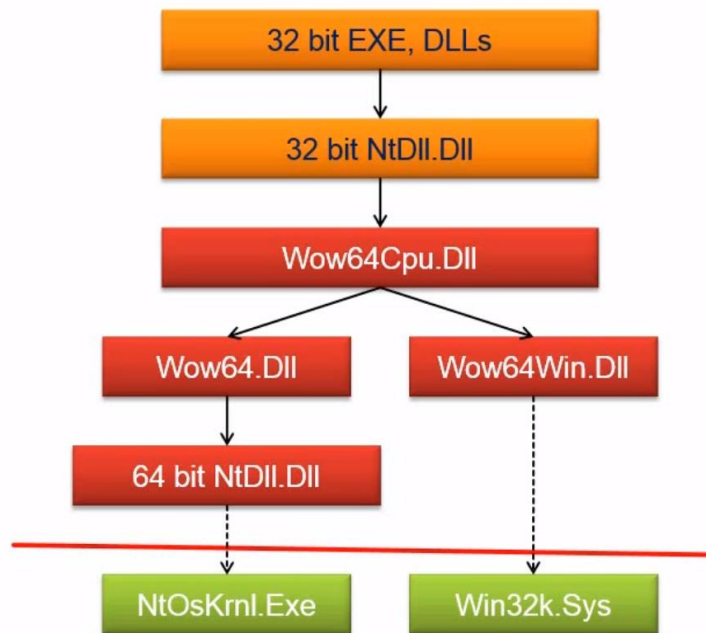 32 bit EXE, DLLs
32 bit NtDll.Dll
Wow64Cpu.Dll
Wow64.Dll
Wow64Win.Dll
64 bit NtDll.Dll
NtOsKrnl.Exe
Win32k.Sys